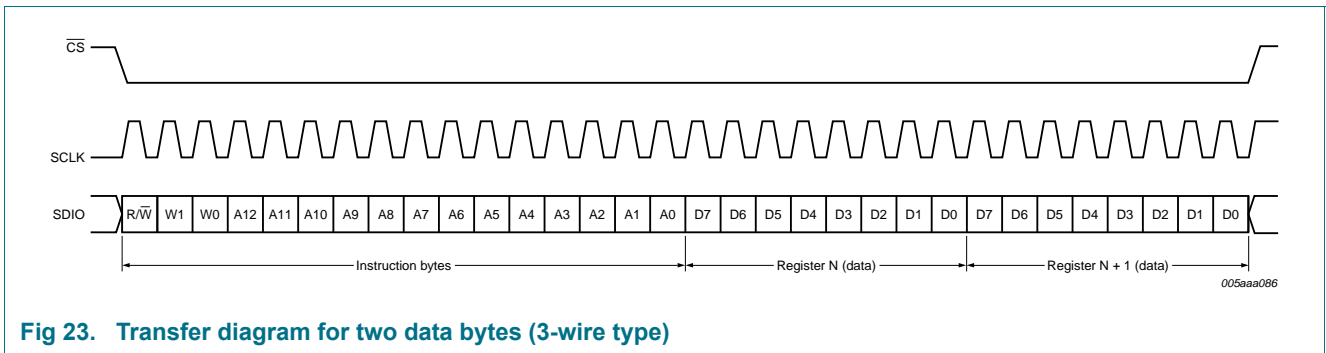 CS
SCLK
SDIO R/W W1 W0 A12 A11 A10 A9 A8 A7 A6 A5 A4 A3 A2 A1 A0 D7 D6 D5 D4 D3 D2 D1 D0 D7 D6 D5 D4 D3 D2 D1 D0
Instruction bytes Register N (data) Register N + 1 (data)
005aaa086
Fig 23. Transfer diagram for two data bytes (3-wire type)